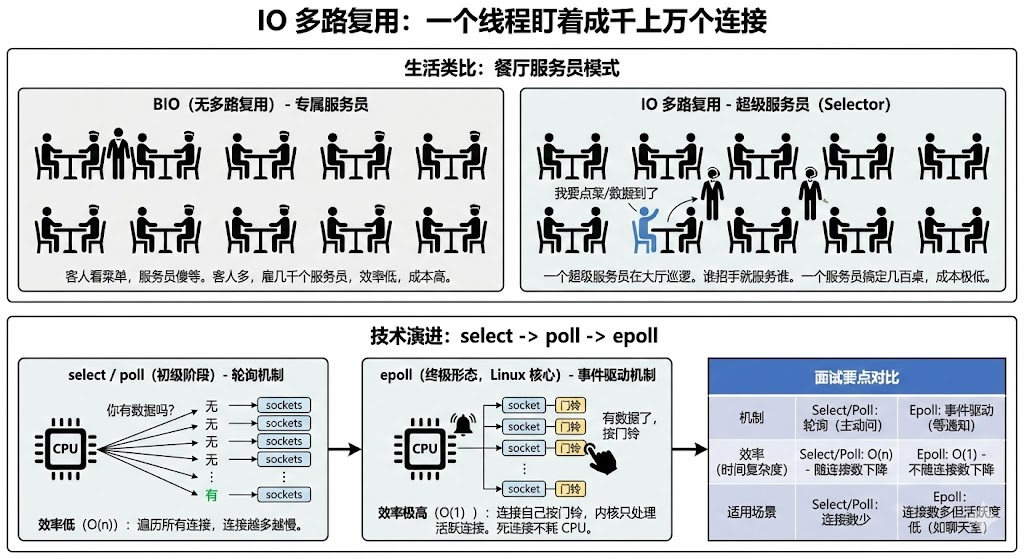 IO 多路复用：一个线程盯着成千上万个连接
生活类比：餐厅服务员模式
BIO（无多路复用）- 专属服务员
客人看菜单，服务员傻等。客人多，雇几千个服务员，效率低，成本高。
IO 多路复用 - 超级服务员（Selector）
我要点菜/数据到了
一个超级服务员在大厅巡逻。谁招手就服务谁。一个服务员搞定几百桌，成本极低。
技术演进：select -> poll -> epoll
select / poll（初级阶段）- 轮询机制
你有数据吗？
CPU
无
sockets
无
sockets
无
sockets
无
sockets
有
sockets
效率低（O(n)）：遍历所有连接，连接越多越慢。
epoll（终极形态，Linux 核心）- 事件驱动机制
CPU
socket
门铃
socket
门铃
socket
门铃
socket
门铃
有数据了，
按门铃
效率极高（O(1)）：连接自己按门铃，内核只处理
活跃连接。死连接不耗 CPU。
面试要点对比
机制
Select/Poll：
轮询（主动问）
Epoll: 事件驱动
（等通知）
效率
（时间复杂度）
Select/Poll: O(n)
- 随连接数下降
Epoll: O(1) -
不随连接数下降
适用场景
Select/Poll：
连接数少
Epoll：
连接数多但活跃度
低（如聊天室）